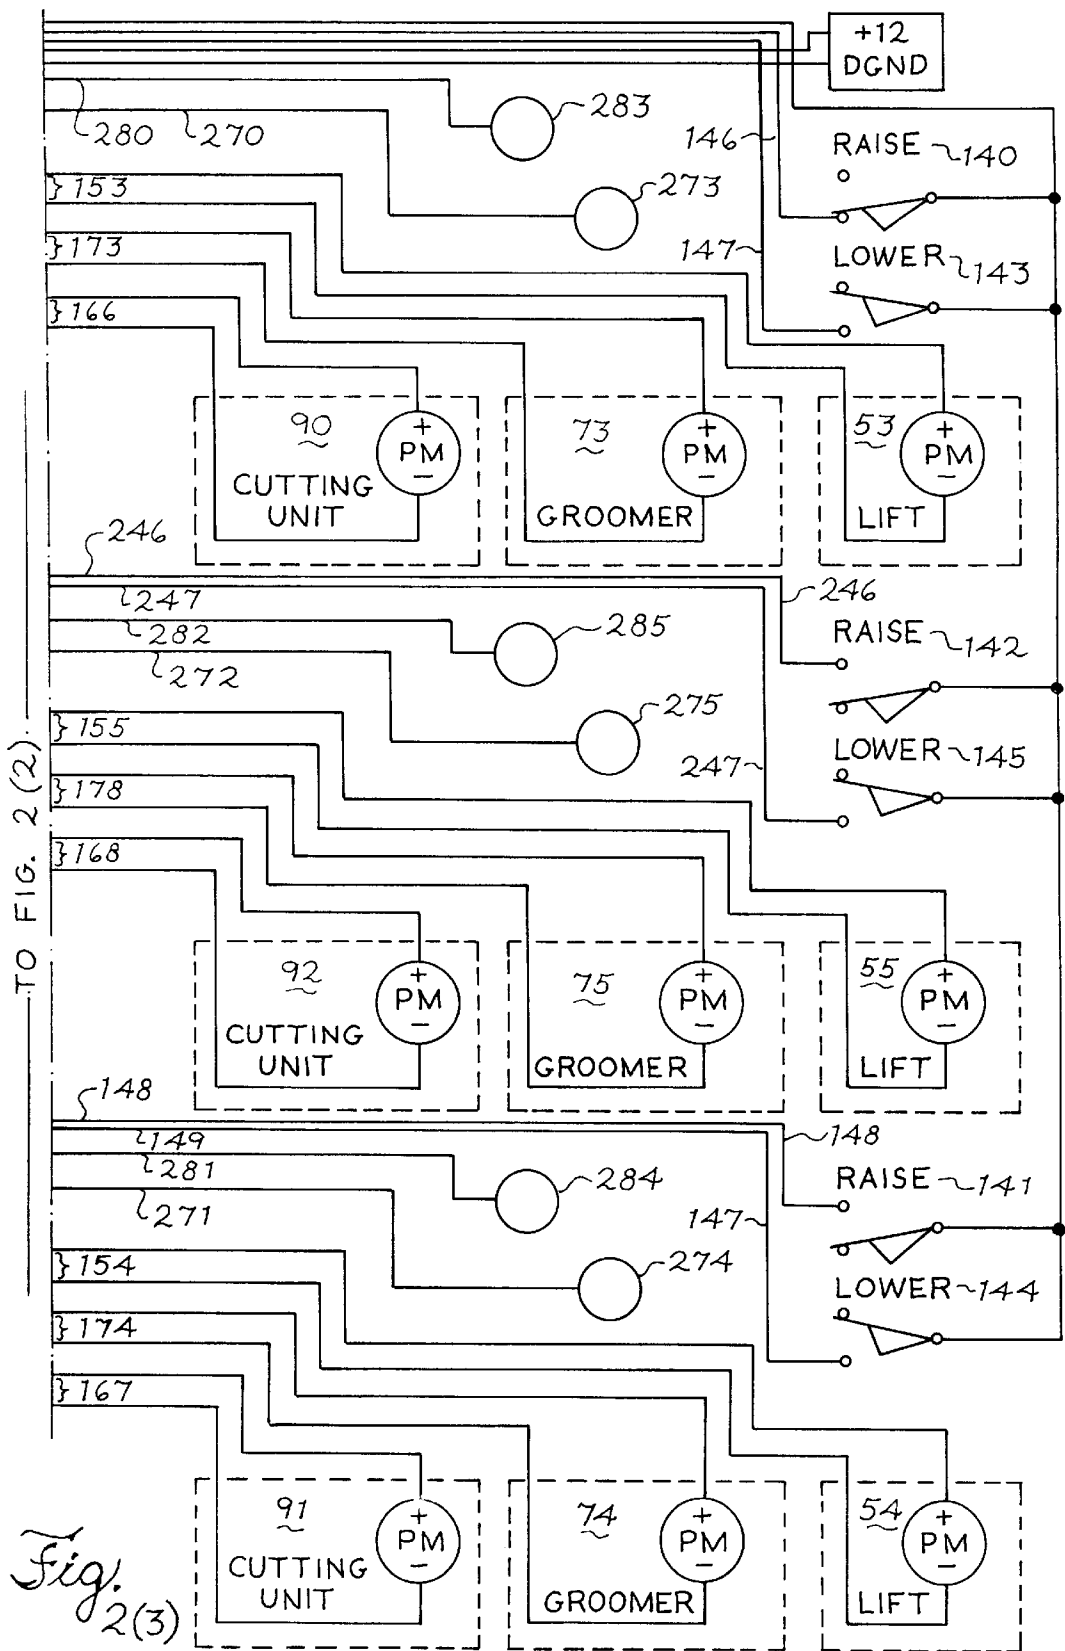 +12
DGND
280
270
283
146
RAISE 140
153
273
173
147
LOWER 143
166
90
+
PM
-
CUTTING
UNIT
73
+
PM
-
GROOMER
53
+
PM
-
LIFT
246
247
246
282
285
RAISE 142
272
275
155
247
LOWER 145
178
168
92
+
PM
-
CUTTING
UNIT
75
+
PM
-
GROOMER
55
+
PM
-
LIFT
148
149
148
281
284
RAISE 141
271
147
274
154
LOWER 144
174
167
91
+
PM
-
CUTTING
UNIT
74
+
PM
-
GROOMER
54
+
PM
-
LIFT
TO FIG. 2 (2)
Fig.
2(3)